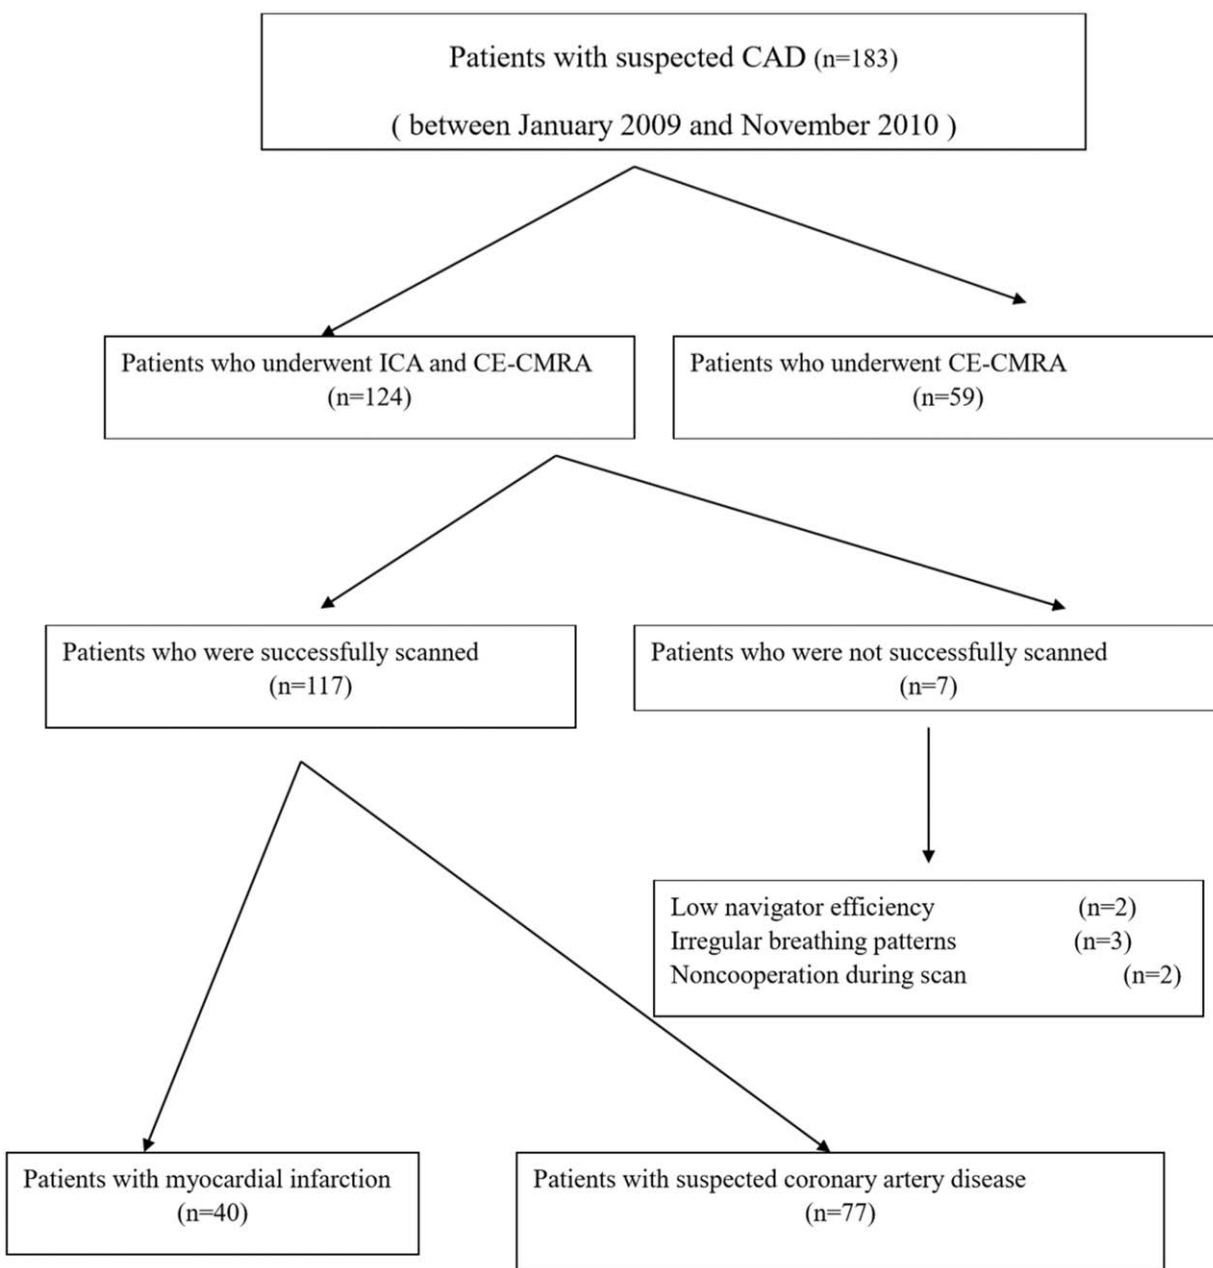 Patients with suspected CAD (n=183)
( between January 2009 and November 2010 )
Patients who underwent ICA and CE-CMRA
(n=124)
Patients who underwent CE-CMRA
(n=59)
Patients who were successfully scanned
(n=117)
Patients who were not successfully scanned
(n=7)
Low navigator efficiency (n=2)
Irregular breathing patterns (n=3)
Noncooperation during scan (n=2)
Patients with myocardial infarction
(n=40)
Patients with suspected coronary artery disease
(n=77)